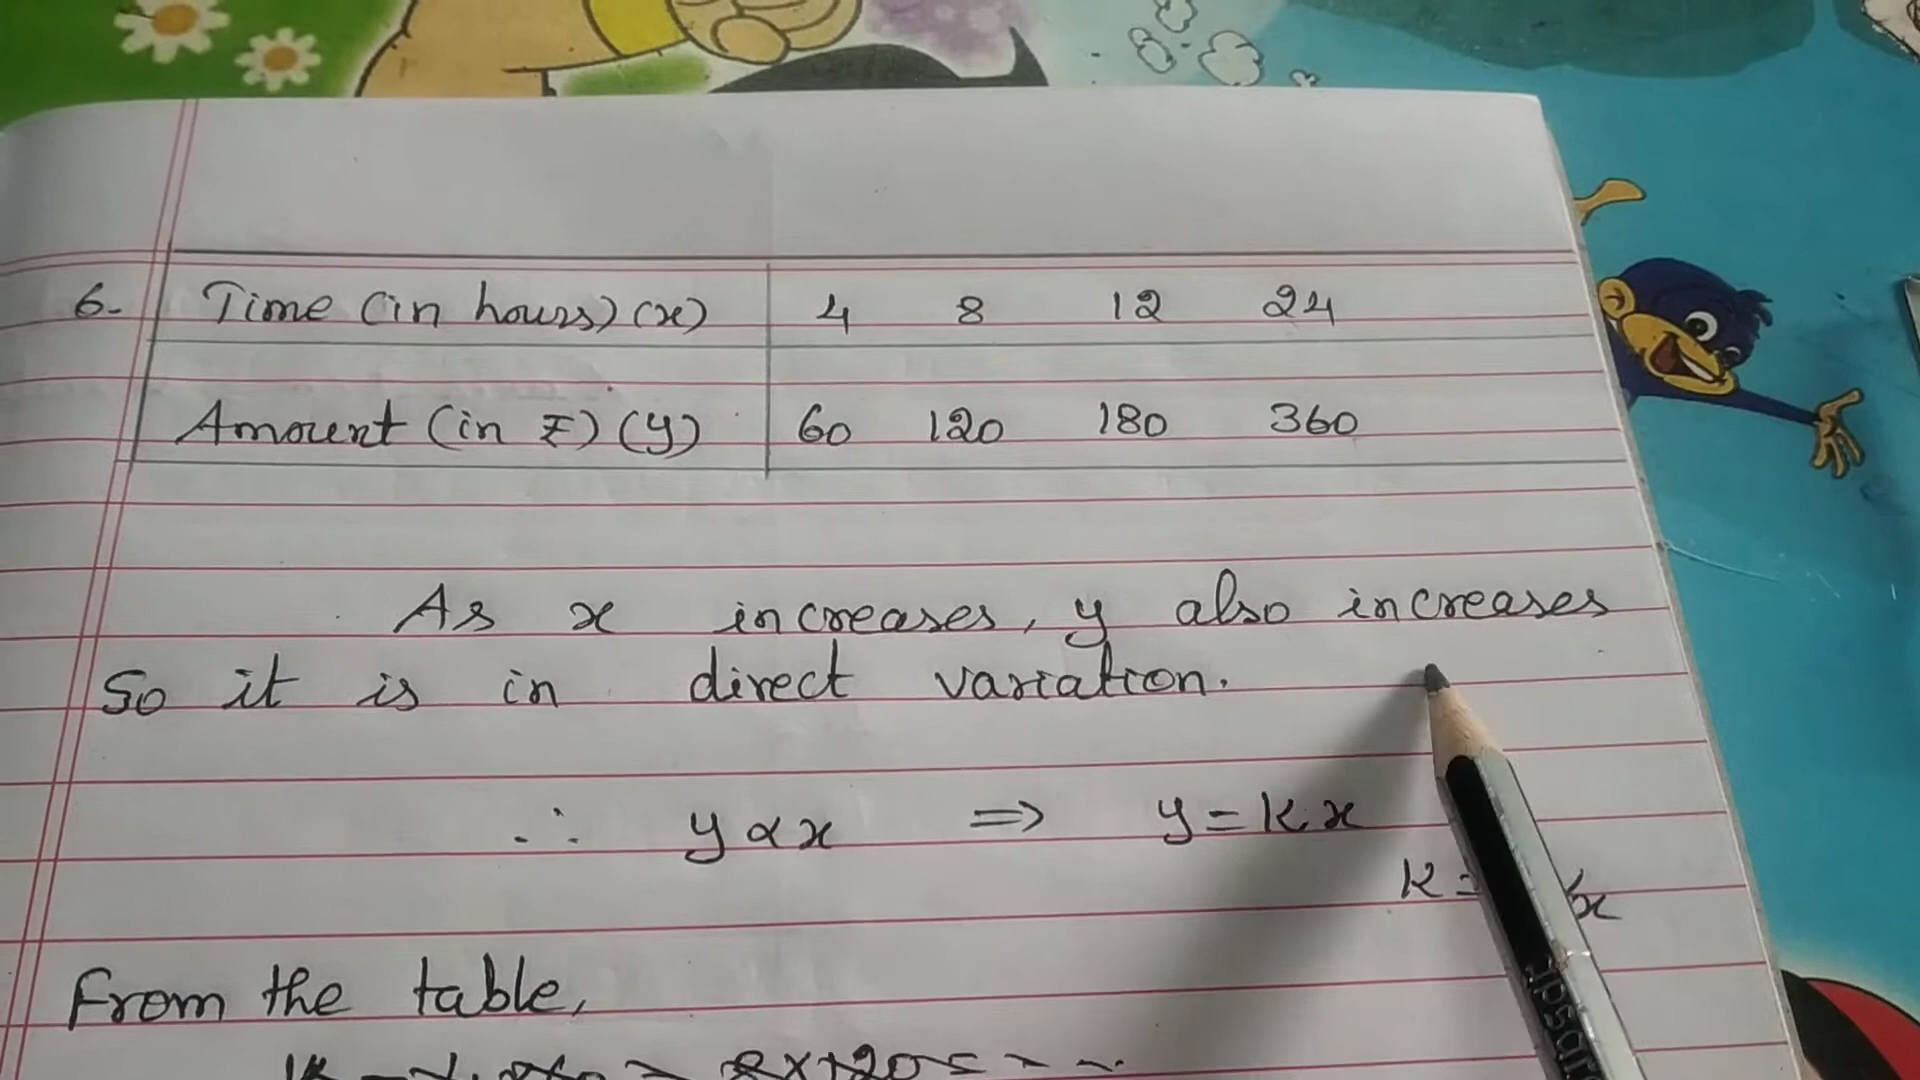 6. Time (in hours) (x) 4 8 12 24
Amount (in ₹) (y) 60 120 180 360
As x increases, y also increases
So it is in direct variation.
∴ y ∝ x ⇒ y = kx
k =
From the table,